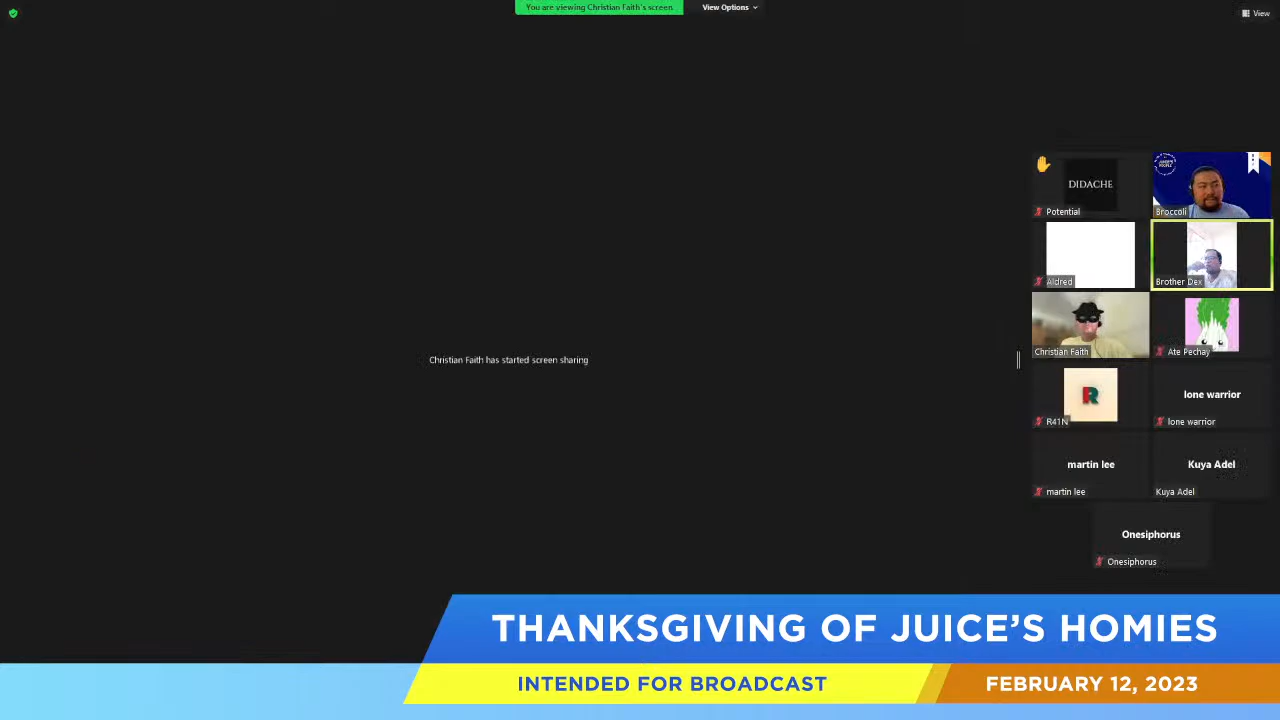 You are viewing Christian Faith's screen
View Options
View
DIDACHE
Potential
Broccoli
Aldred
Brother Dex
Christian Faith
Ate Pechay
Christian Faith has started screen sharing
R
R41N
lone warrior
lone warrior
martin lee
martin lee
Kuya Adel
Kuya Adel
Onesiphorus
Onesiphorus
THANKSGIVING OF JUICE’S HOMIES
INTENDED FOR BROADCAST
FEBRUARY 12, 2023